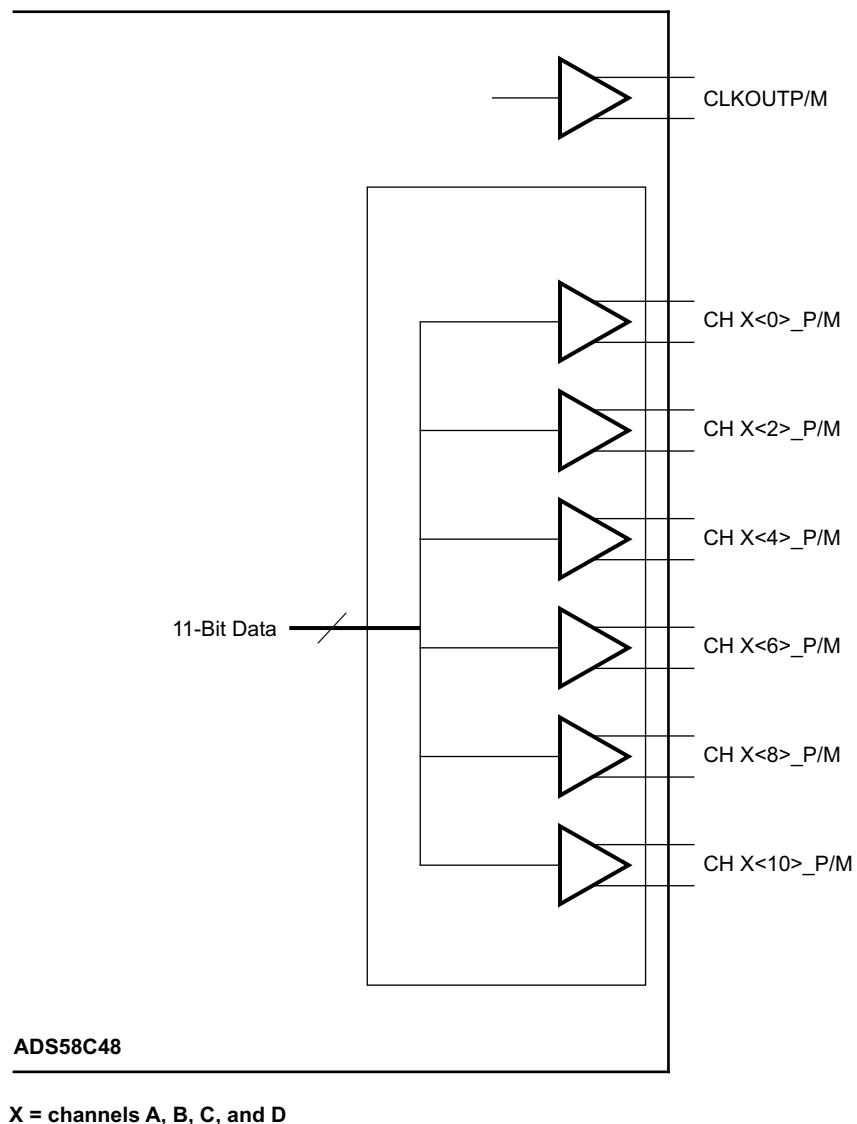 CLKOUTP/M
CH X<0>_P/M
CH X<2>_P/M
CH X<4>_P/M
11-Bit Data
CH X<6>_P/M
CH X<8>_P/M
CH X<10>_P/M
ADS58C48
X = channels A, B, C, and D